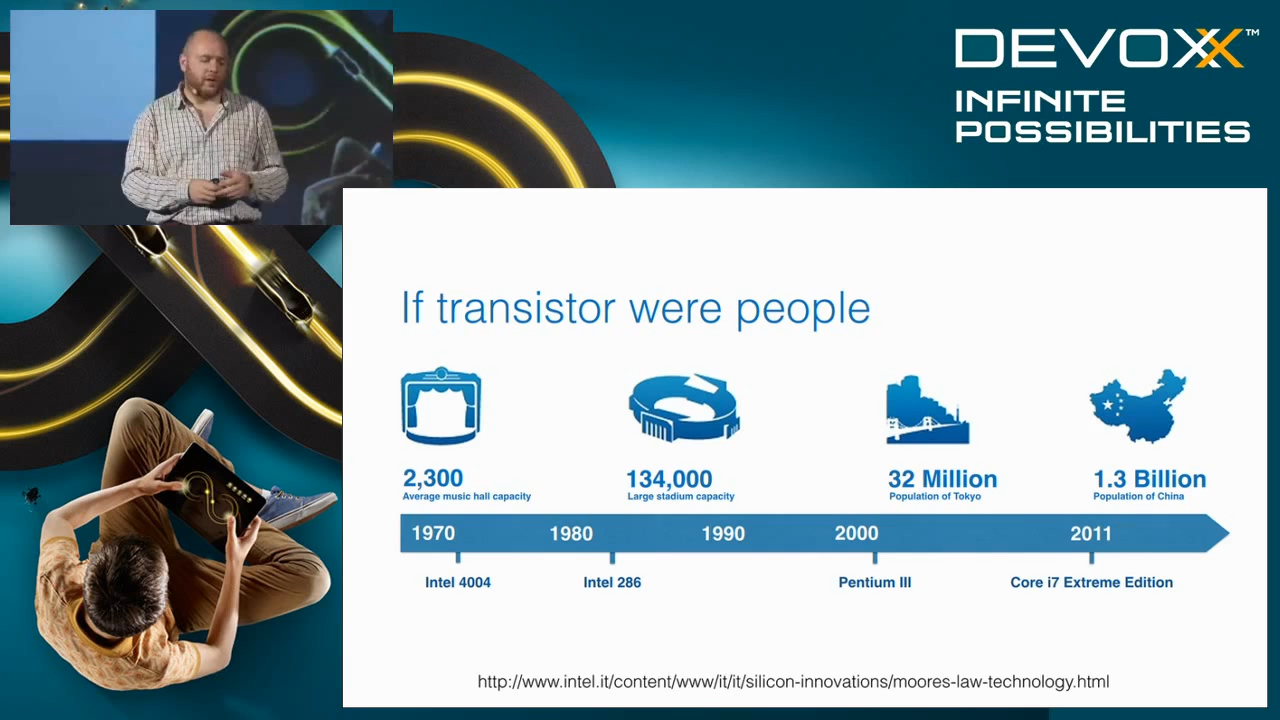 DEVOXX™
INFINITE
POSSIBILITIES
If transistor were people
2,300
Average music hall capacity
134,000
Large stadium capacity
32 Million
Population of Tokyo
1.3 Billion
Population of China
1970 1980 1990 2000 2011
Intel 4004 Intel 286 Pentium III Core i7 Extreme Edition
http://www.intel.it/content/www/it/it/silicon-innovations/moores-law-technology.html